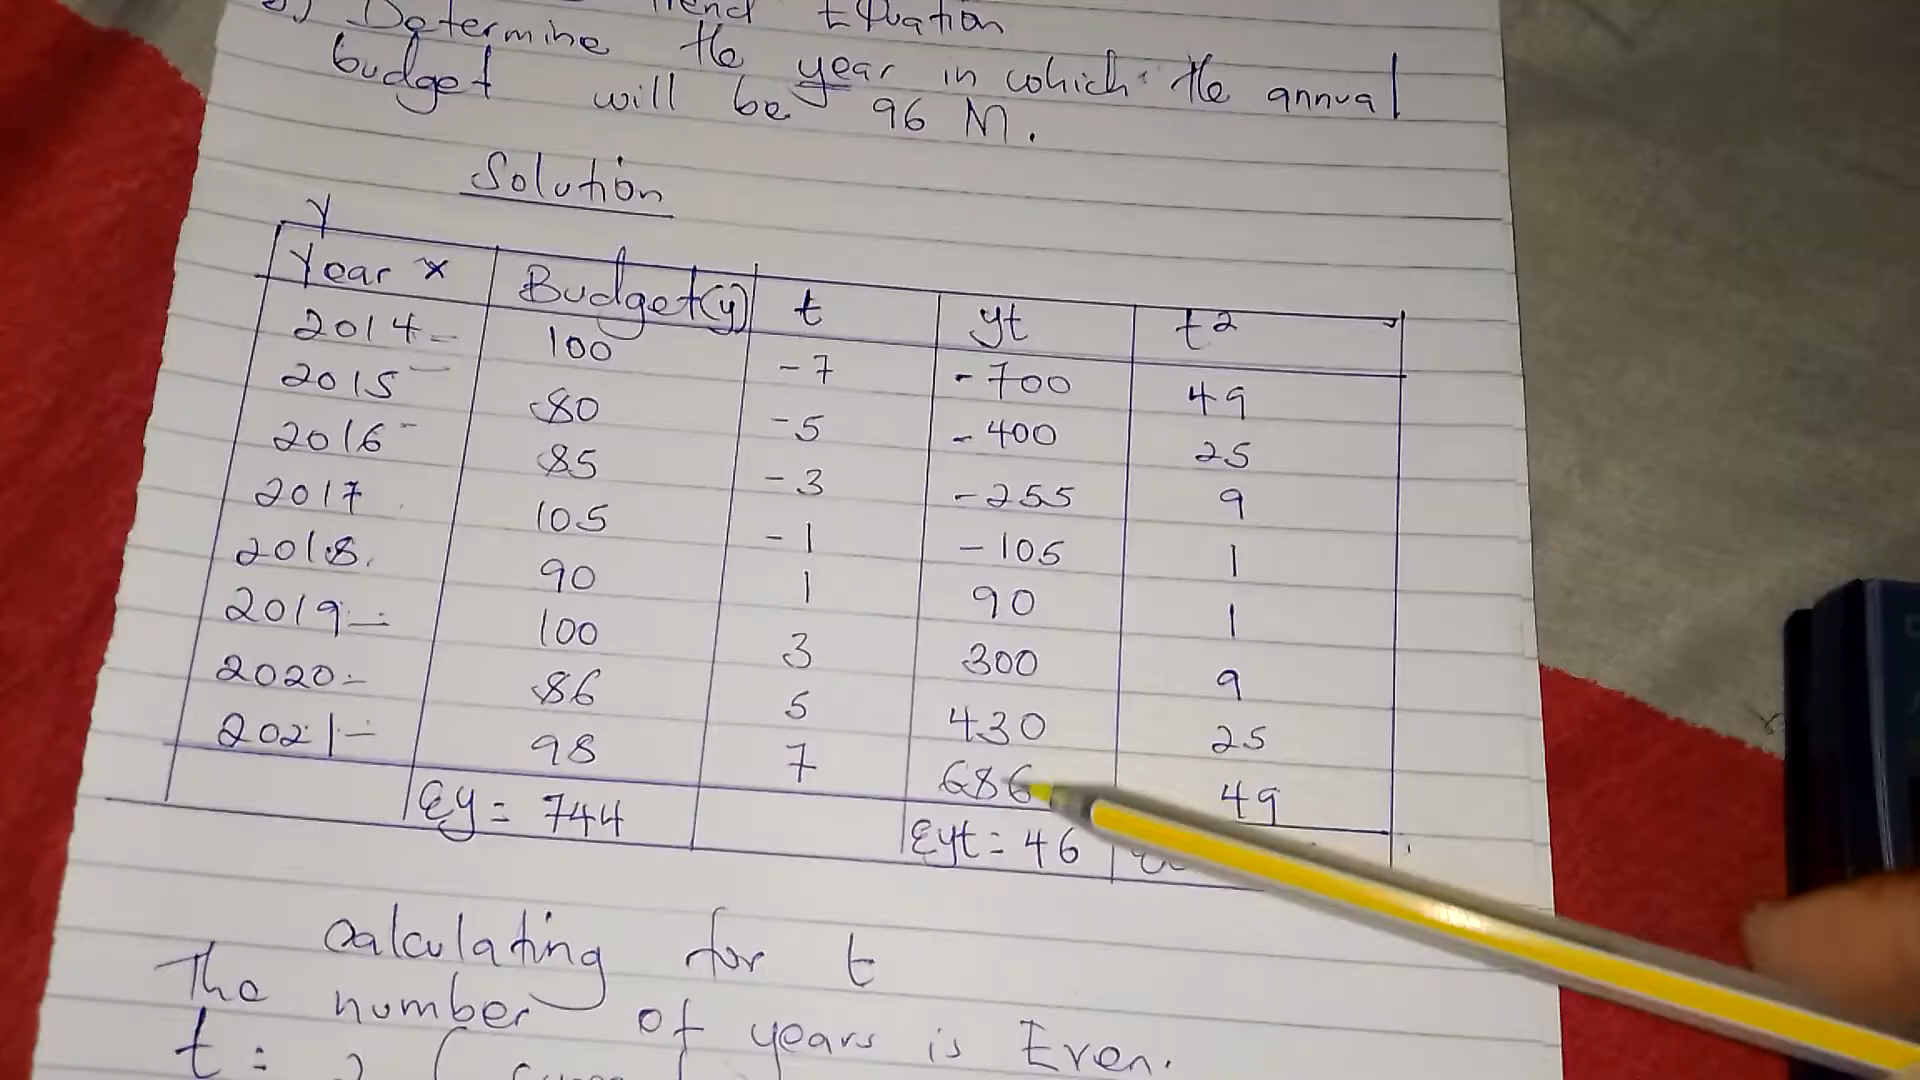 Trend Equation
Determine the year in which the annual
budget will be 96 M.
Solution
Y
Year x Budget(y) t yt t²
2014 100 -7 -700 49
2015 80 -5 -400 25
2016 85 -3 -255 9
2017 105 -1 -105 1
2018 90 1 90 1
2019 100 3 300 9
2020 86 5 430 25
2021 98 7 686 49
Σy = 744 Σyt = 46
Calculating for t
The number of years is Even.
t = 2 (